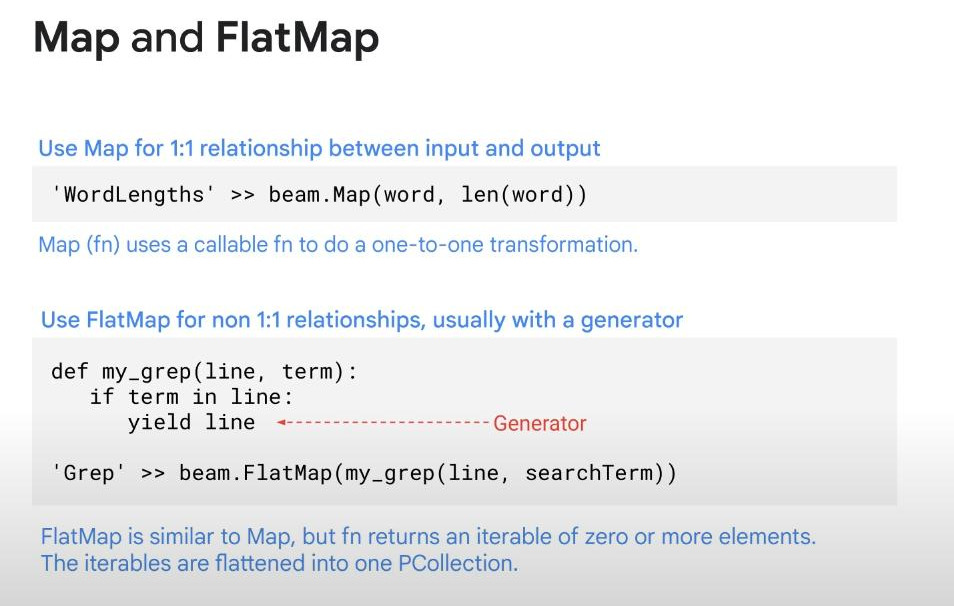 Map and FlatMap
Use Map for 1:1 relationship between input and output
'WordLengths' >> beam.Map(word, len(word))
Map (fn) uses a callable fn to do a one-to-one transformation.
Use FlatMap for non 1:1 relationships, usually with a generator
def my_grep(line, term):
   if term in line:
      yield line
Generator
'Grep' >> beam.FlatMap(my_grep(line, searchTerm))
FlatMap is similar to Map, but fn returns an iterable of zero or more elements.
The iterables are flattened into one PCollection.